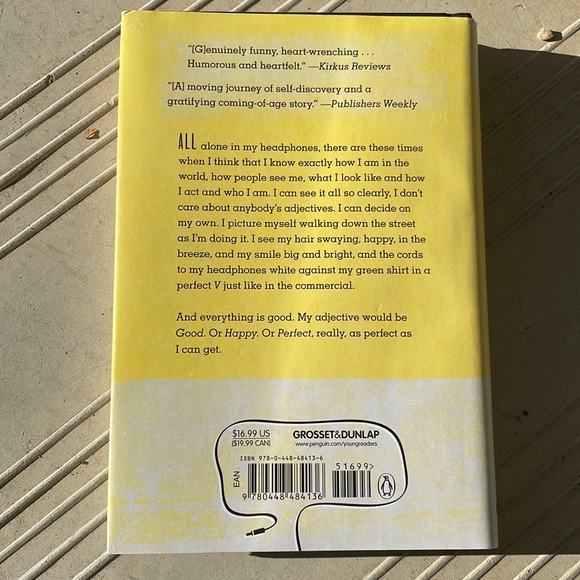 "[G]enuinely funny, heart-wrenching . . .
Humorous and heartfelt." —Kirkus Reviews
"[A] moving journey of self-discovery and a
gratifying coming-of-age story." —Publishers Weekly
ALL alone in my headphones, there are these times
when I think that I know exactly how I am in the
world, how people see me, what I look like and how
I act and who I am. I can see it all so clearly, I don't
care about anybody's adjectives. I can decide on
my own. I picture myself walking down the street
as I'm doing it. I see my hair swaying, happy, in the
breeze, and my smile big and bright, and the cords
to my headphones white against my green shirt in a
perfect V just like in the commercial.
And everything is good. My adjective would be
Good. Or Happy. Or Perfect, really, as perfect as
I can get.
$16.99 US
($19.99 CAN)
GROSSET&DUNLAP
www.penguin.com/youngreaders
ISBN 978-0-448-48413-6
51699>
EAN
9 780448 484136